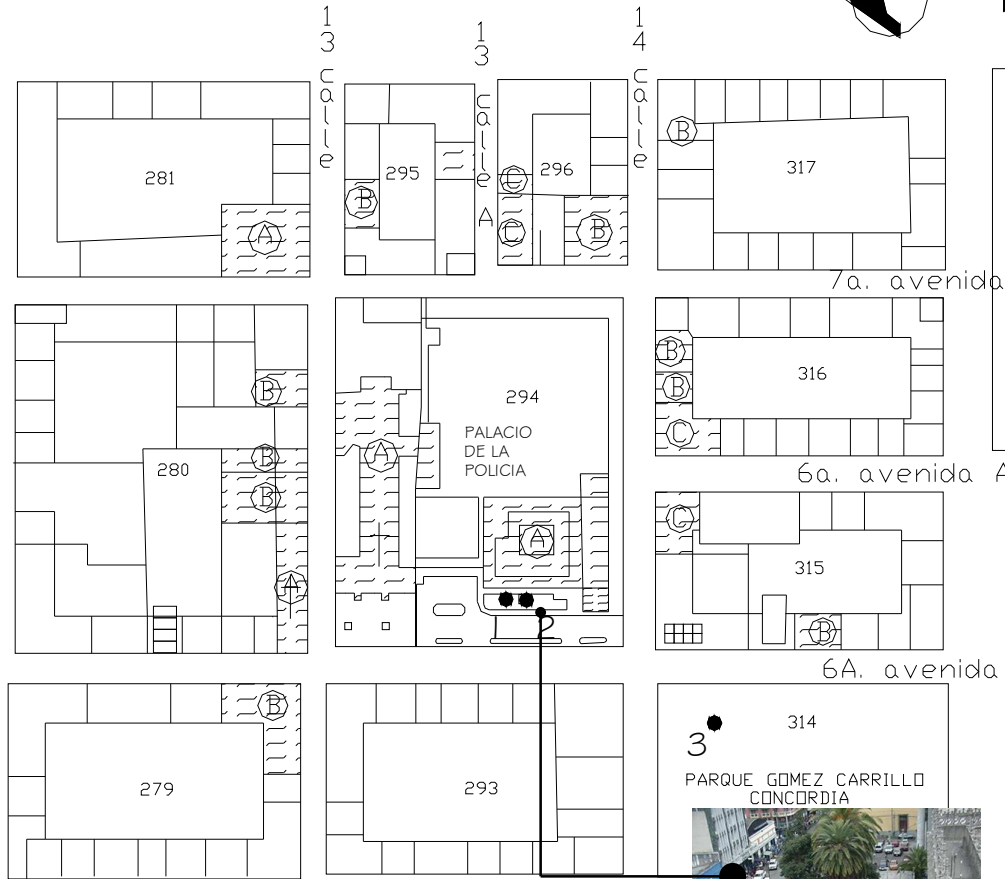 13 calle
13 calle A
14 calle
281
A
295
B
296
C
C
B
317
B
7a. avenida
280
B
B
B
A
294
PALACIO
DE LA
POLICIA
A
A
2
316
B
B
C
6a. avenida A
315
C
B
6A. avenida
279
B
293
314
3
PARQUE GOMEZ CARRILLO
CONCORDIA